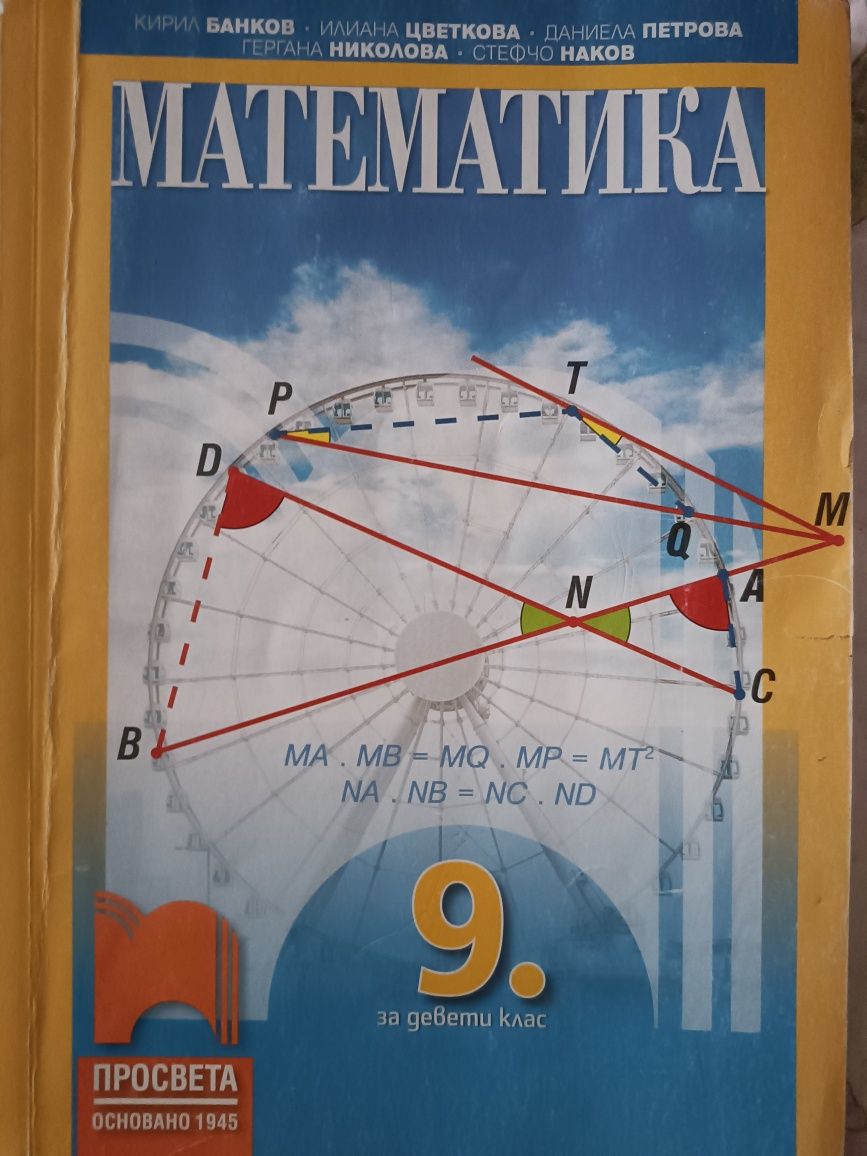 КИРИЛ БАНКОВ · ИЛИАНА ЦВЕТКОВА · ДАНИЕЛА ПЕТРОВА
ГЕРГАНА НИКОЛОВА · СТЕФЧО НАКОВ
МАТЕМАТИКА
T
P
D
M
Q
N
A
C
B
MA . MB = MQ . MP = MT²
NA . NB = NC . ND
9.
за девети клас
ПРОСВЕТА
ОСНОВАНО 1945